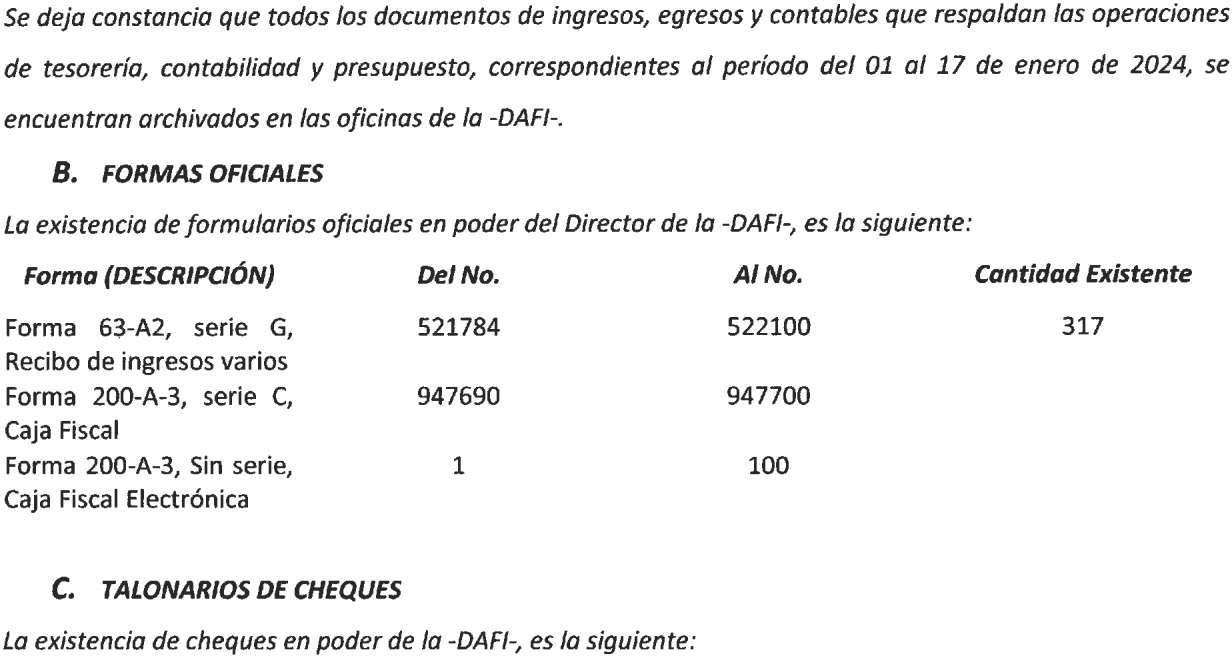 Se deja constancia que todos los documentos de ingresos, egresos y contables que respaldan las operaciones
de tesorería, contabilidad y presupuesto, correspondientes al período del 01 al 17 de enero de 2024, se
encuentran archivados en las oficinas de la -DAFI-.
B. FORMAS OFICIALES
La existencia de formularios oficiales en poder del Director de la -DAFI-, es la siguiente:
Forma (DESCRIPCIÓN) Del No. Al No. Cantidad Existente
Forma 63-A2, serie G, 521784 522100 317
Recibo de ingresos varios
Forma 200-A-3, serie C, 947690 947700
Caja Fiscal
Forma 200-A-3, Sin serie, 1 100
Caja Fiscal Electrónica
C. TALONARIOS DE CHEQUES
La existencia de cheques en poder de la -DAFI-, es la siguiente: